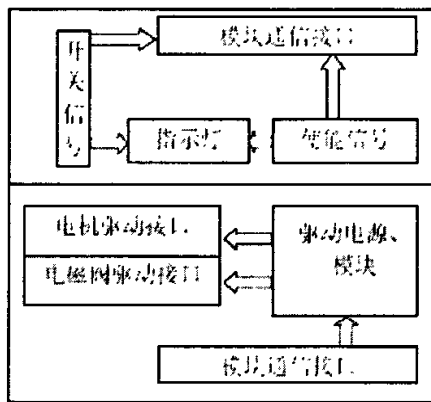 模块通信接口
开关信号
指示灯
使能信号
电机驱动接口
电磁阀驱动接口
驱动电源、
模块
模块通信接口